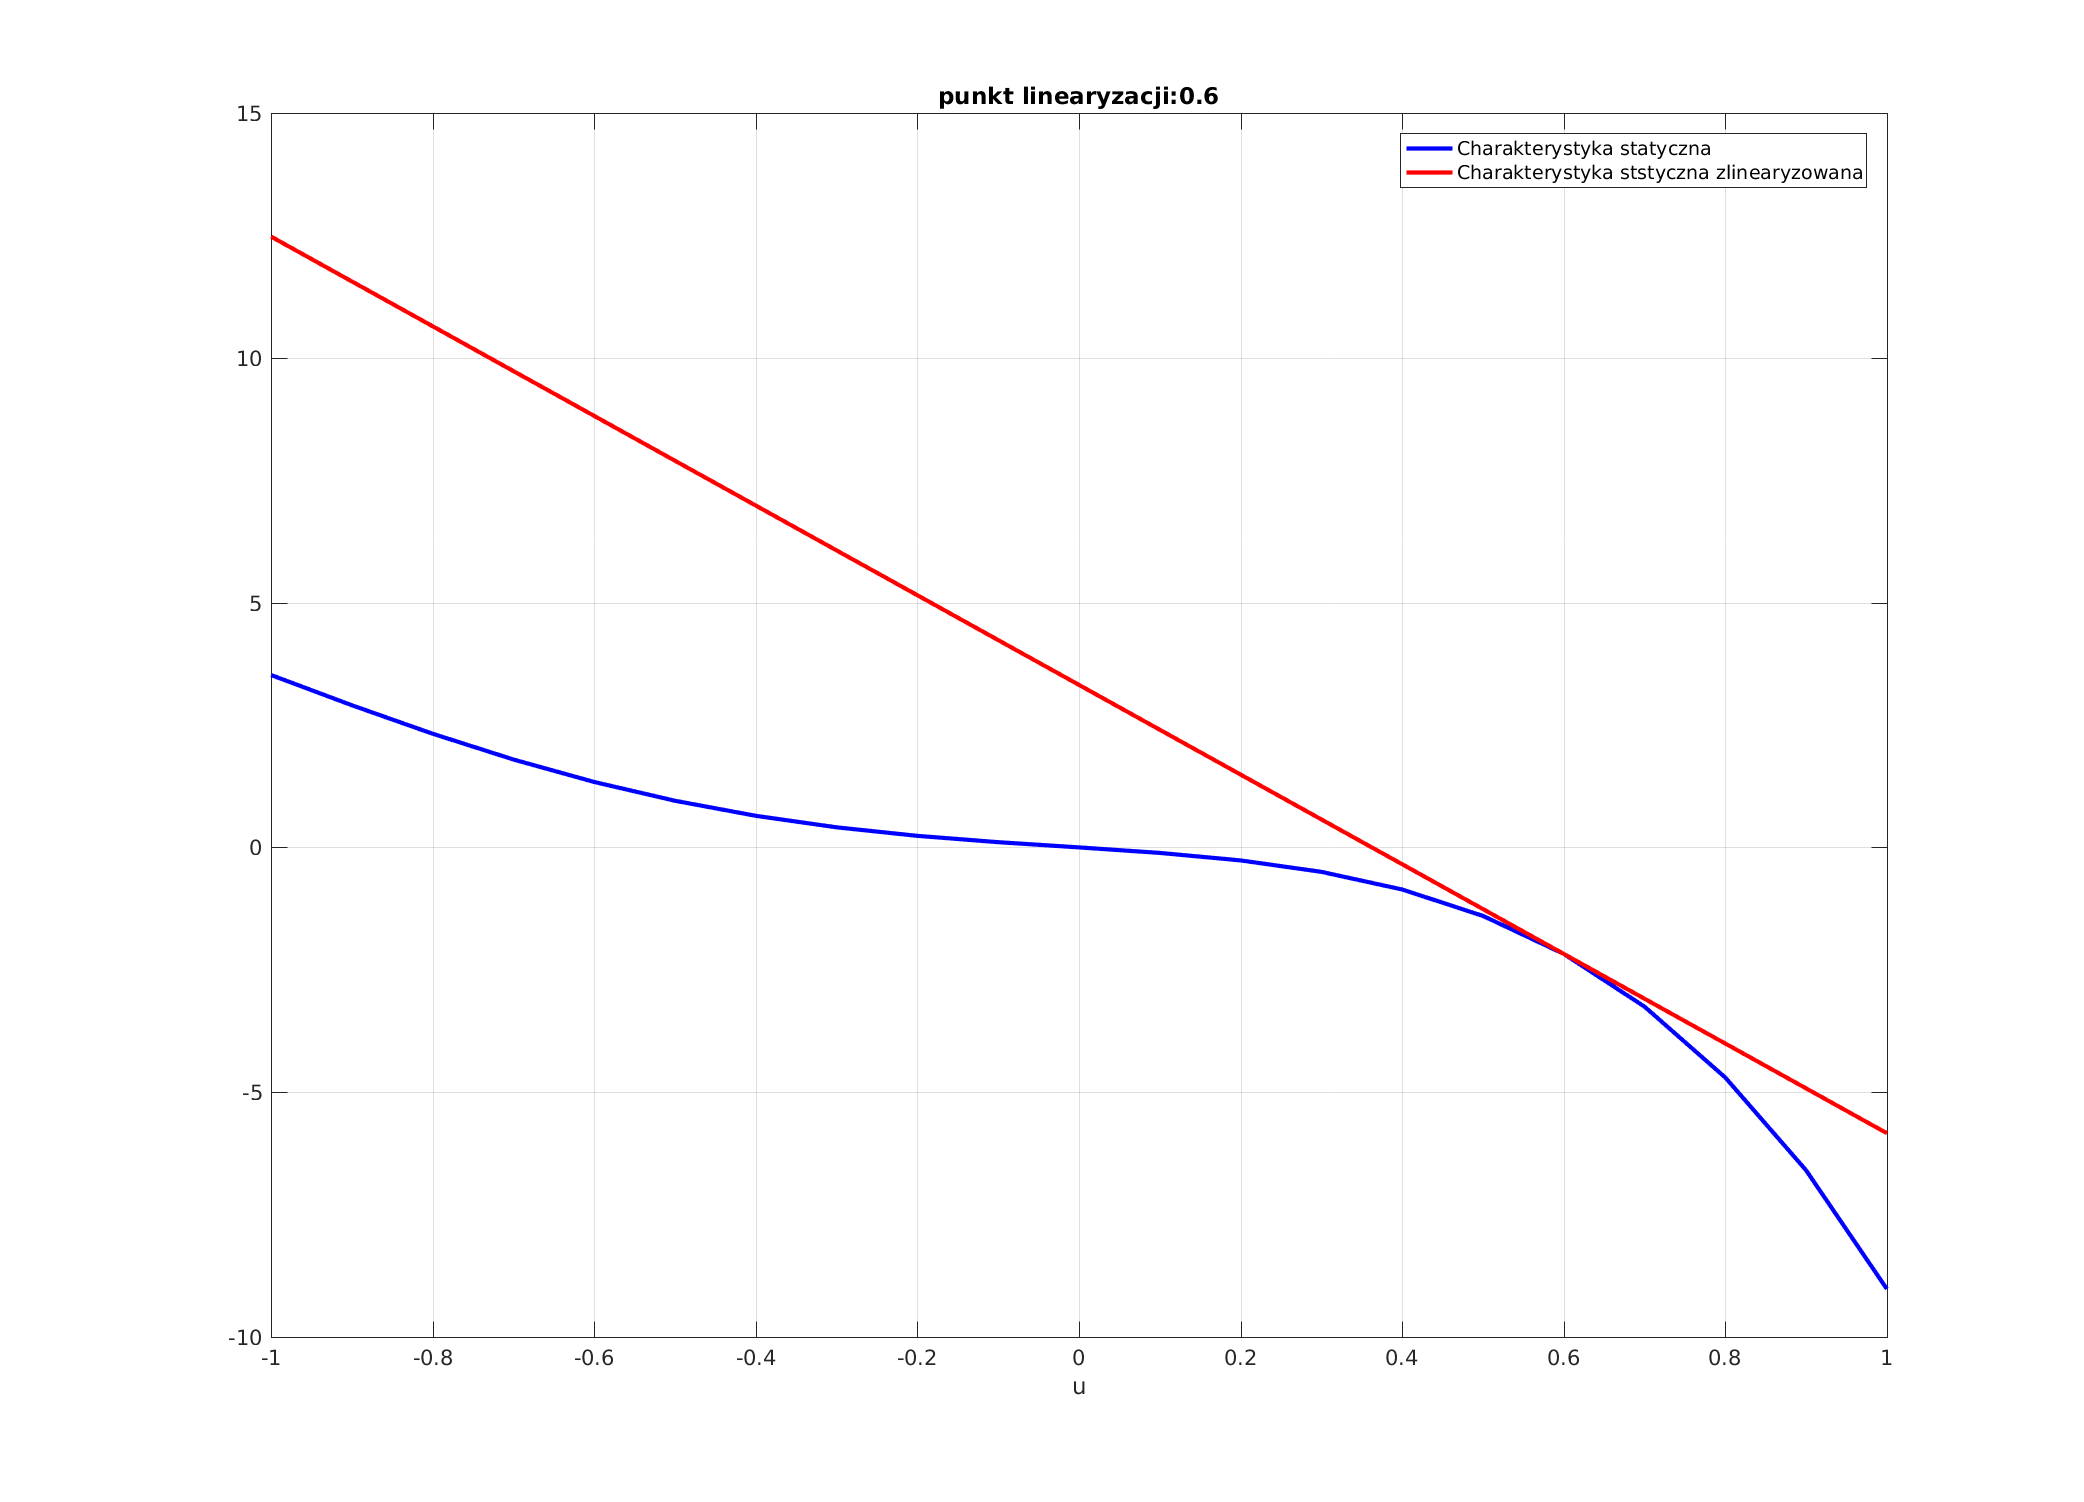 punkt linearyzacji:0.6
15
Charakterystyka statyczna
Charakterystyka ststyczna zlinearyzowana
10
5
0
-5
-10
-1 -0.8 -0.6 -0.4 -0.2 0 0.2 0.4 0.6 0.8 1
u